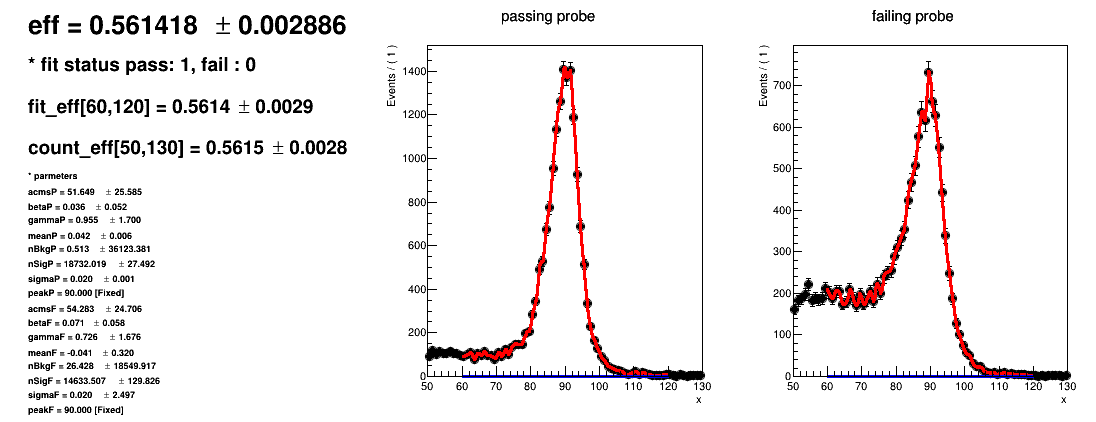 eff = 0.561418 ± 0.002886
* fit status pass: 1, fail : 0
fit_eff[60,120] = 0.5614 ± 0.0029
count_eff[50,130] = 0.5615 ± 0.0028
* parmeters
acmsP = 51.649 ± 25.585
betaP = 0.036 ± 0.052
gammaP = 0.955 ± 1.700
meanP = 0.042 ± 0.006
nBkgP = 0.513 ± 36123.381
nSigP = 18732.019 ± 27.492
sigmaP = 0.020 ± 0.001
peakP = 90.000 [Fixed]
acmsF = 54.283 ± 24.706
betaF = 0.071 ± 0.058
gammaF = 0.726 ± 1.676
meanF = -0.041 ± 0.320
nBkgF = 26.428 ± 18549.917
nSigF = 14633.507 ± 129.826
sigmaF = 0.020 ± 2.497
peakF = 90.000 [Fixed]
passing probe
Events / ( 1 )
1400
1200
1000
800
600
400
200
0
50 60 70 80 90 100 110 120 130
x
failing probe
Events / ( 1 )
700
600
500
400
300
200
100
0
50 60 70 80 90 100 110 120 130
x